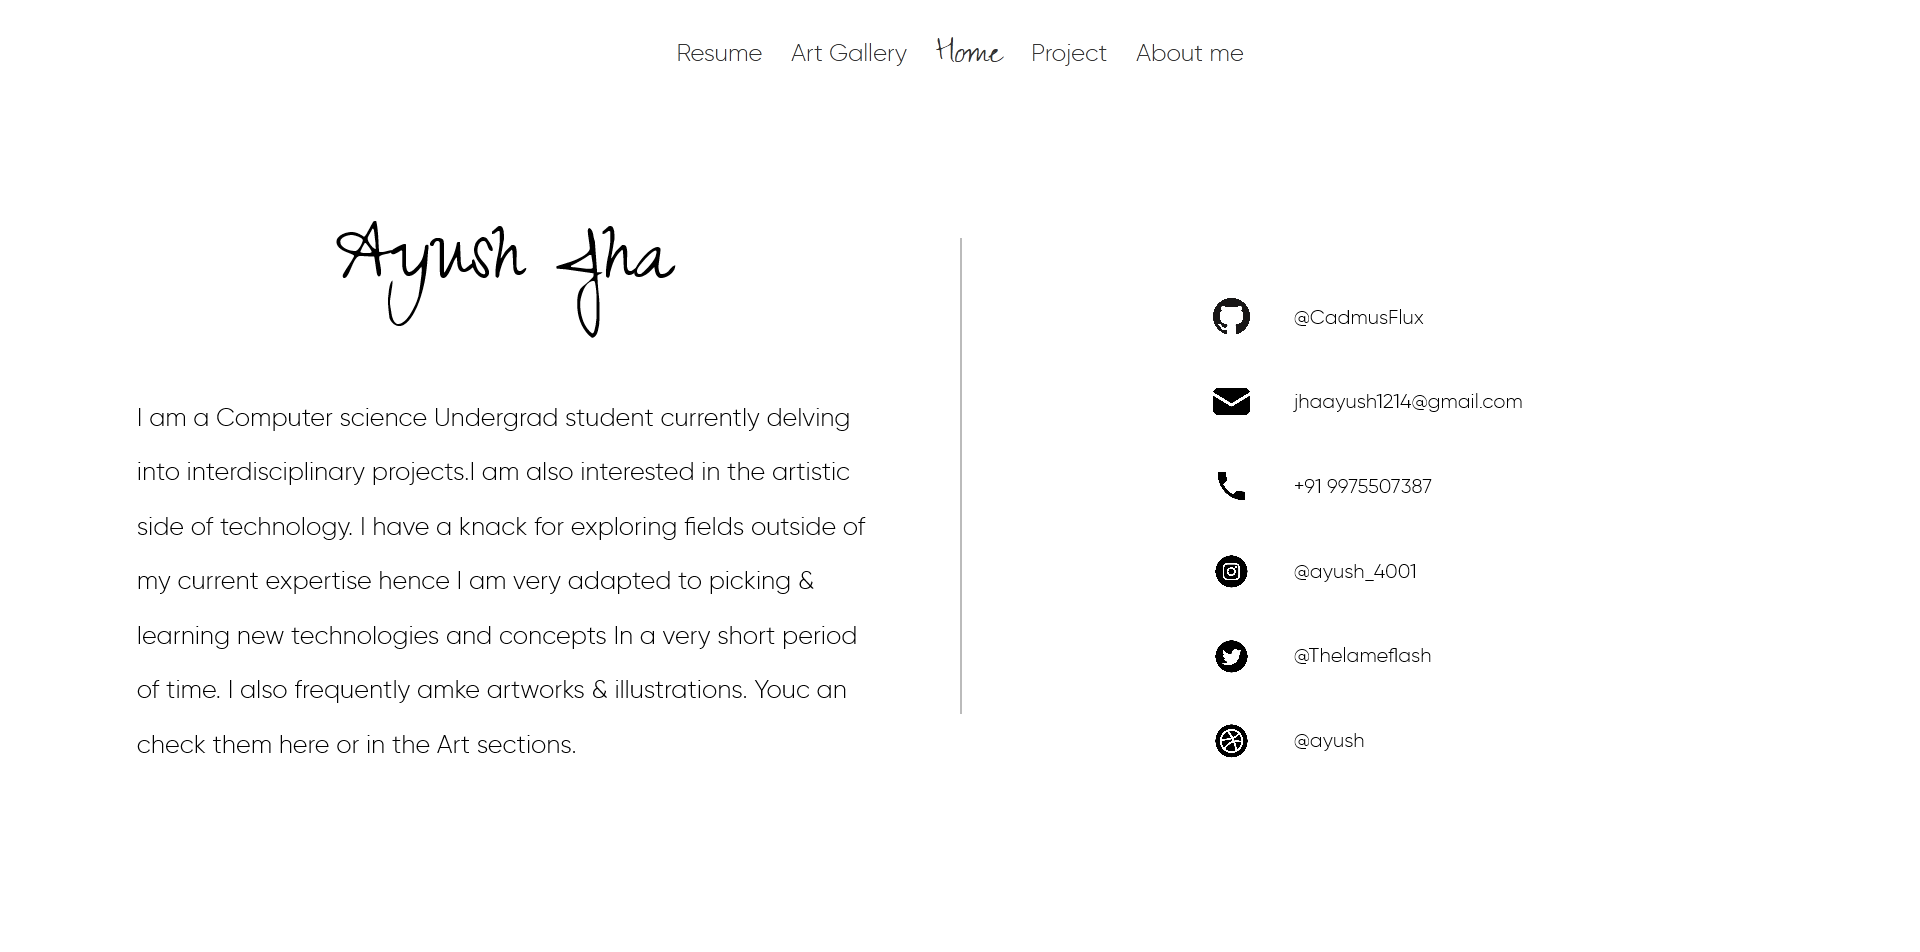 Resume Art Gallery Home Project About me
Ayush Jha
I am a Computer science Undergrad student currently delving
into interdisciplinary projects.I am also interested in the artistic
side of technology. I have a knack for exploring fields outside of
my current expertise hence I am very adapted to picking &
learning new technologies and concepts In a very short period
of time. I also frequently amke artworks & illustrations. Youc an
check them here or in the Art sections.
@CadmusFlux
jhaayush1214@gmail.com
+91 9975507387
@ayush_4001
@Thelameflash
@ayush